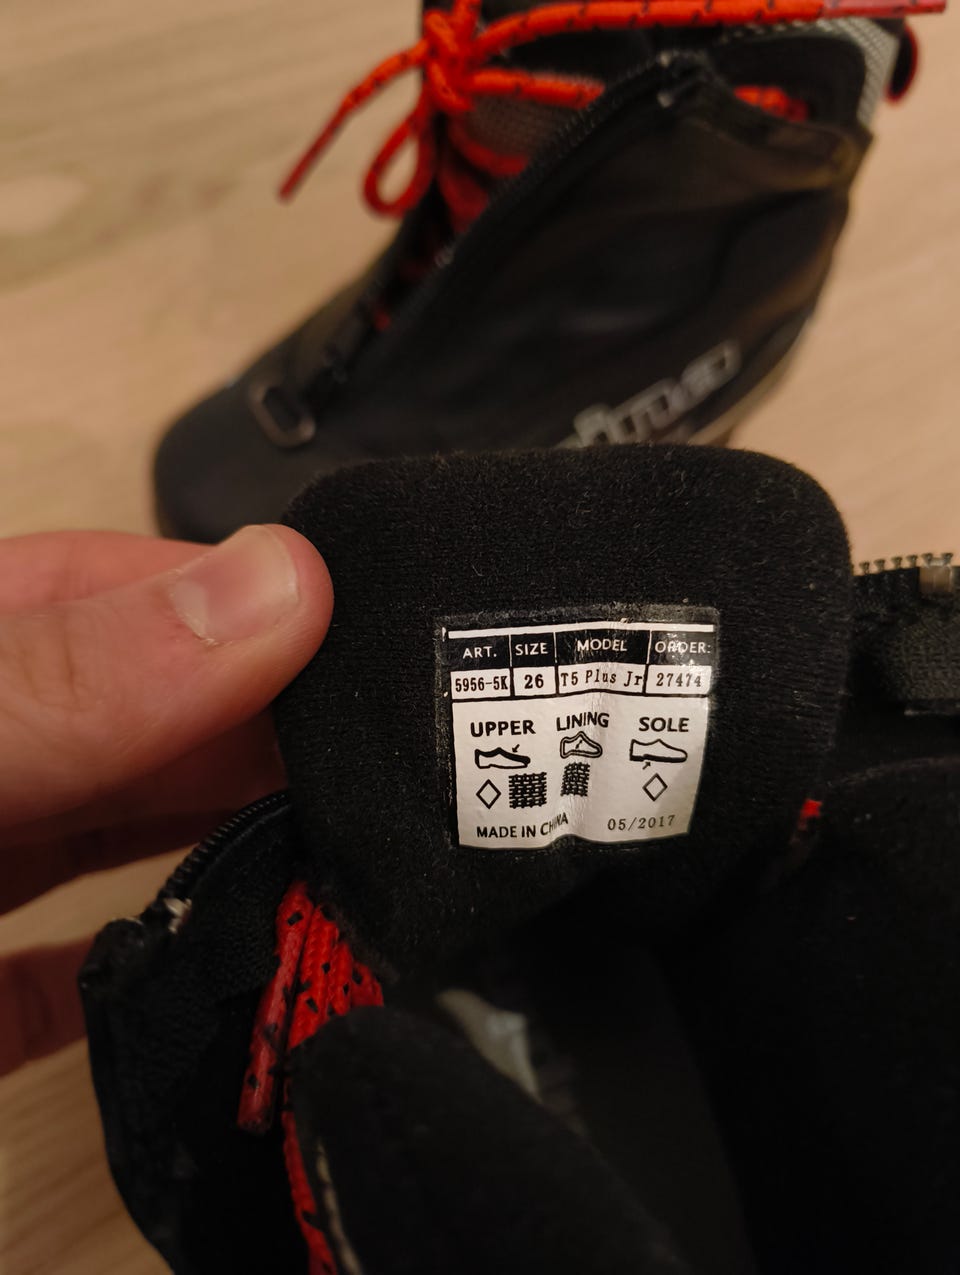 ART. SIZE MODEL ORDER:
5956-5K 26 T5 Plus Jr 27474
UPPER LINING SOLE
MADE IN CHINA 05/2017